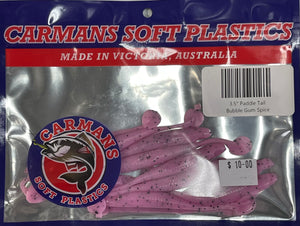 CARMANS SOFT PLASTICS
MADE IN VICTORIA, AUSTRALIA
3.5" Paddle Tail
Bubble Gum Spice
CARMANS
SOFT PLASTICS
$ 10-00